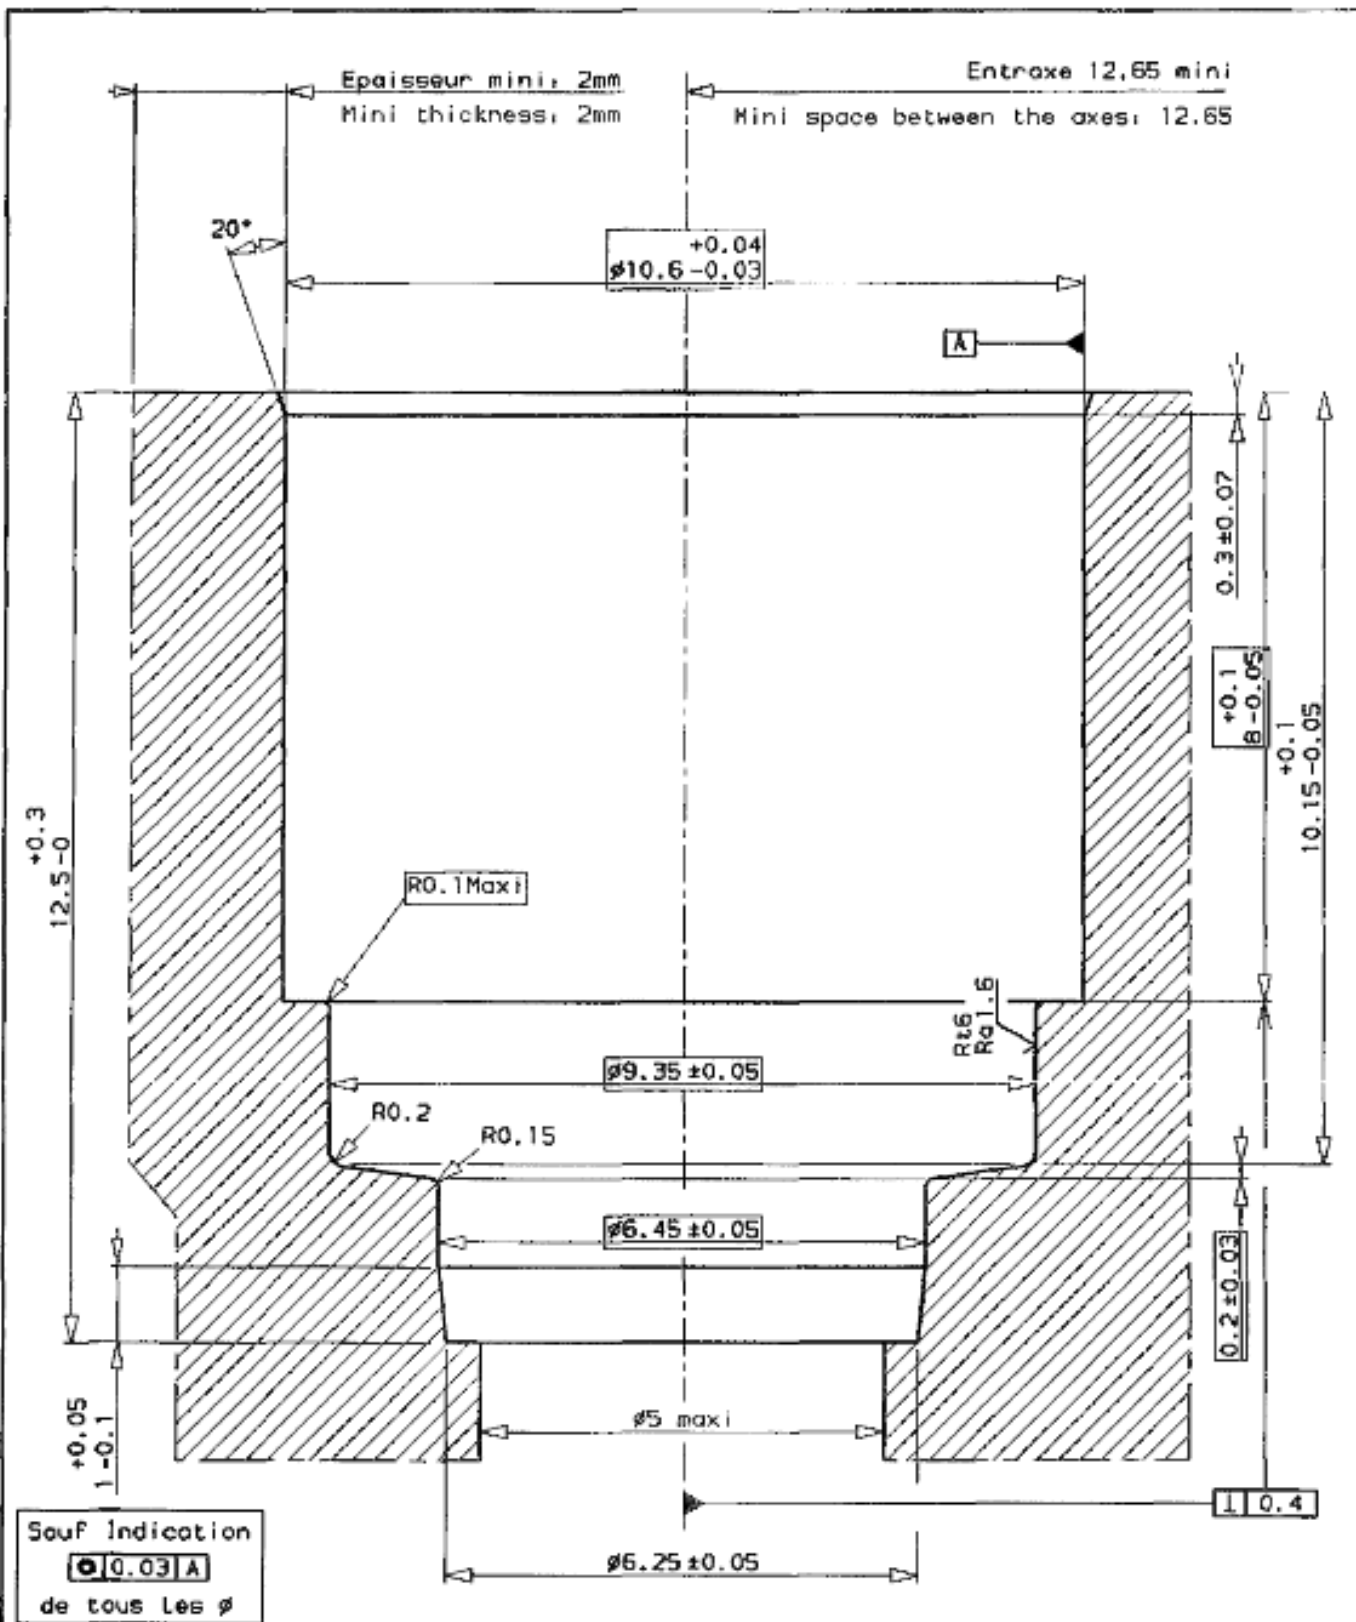 Epaisseur mini: 2mm
Mini thickness: 2mm
Entraxe 12.65 mini
Mini space between the axes: 12.65
20°
+0.04
ø10.6-0.03
A
0.3±0.07
+0.1
8-0.05
+0.1
10.15-0.05
+0.3
12.5-0
R0.1Maxi
Rt6
Ra1.6
ø9.35±0.05
R0.2
R0.15
ø6.45±0.05
0.2±0.03
ø5 maxi
+0.05
1-0.1
⊥ 0.4
Sauf Indication
◎ 0.03 A
de tous les ø
ø6.25±0.05